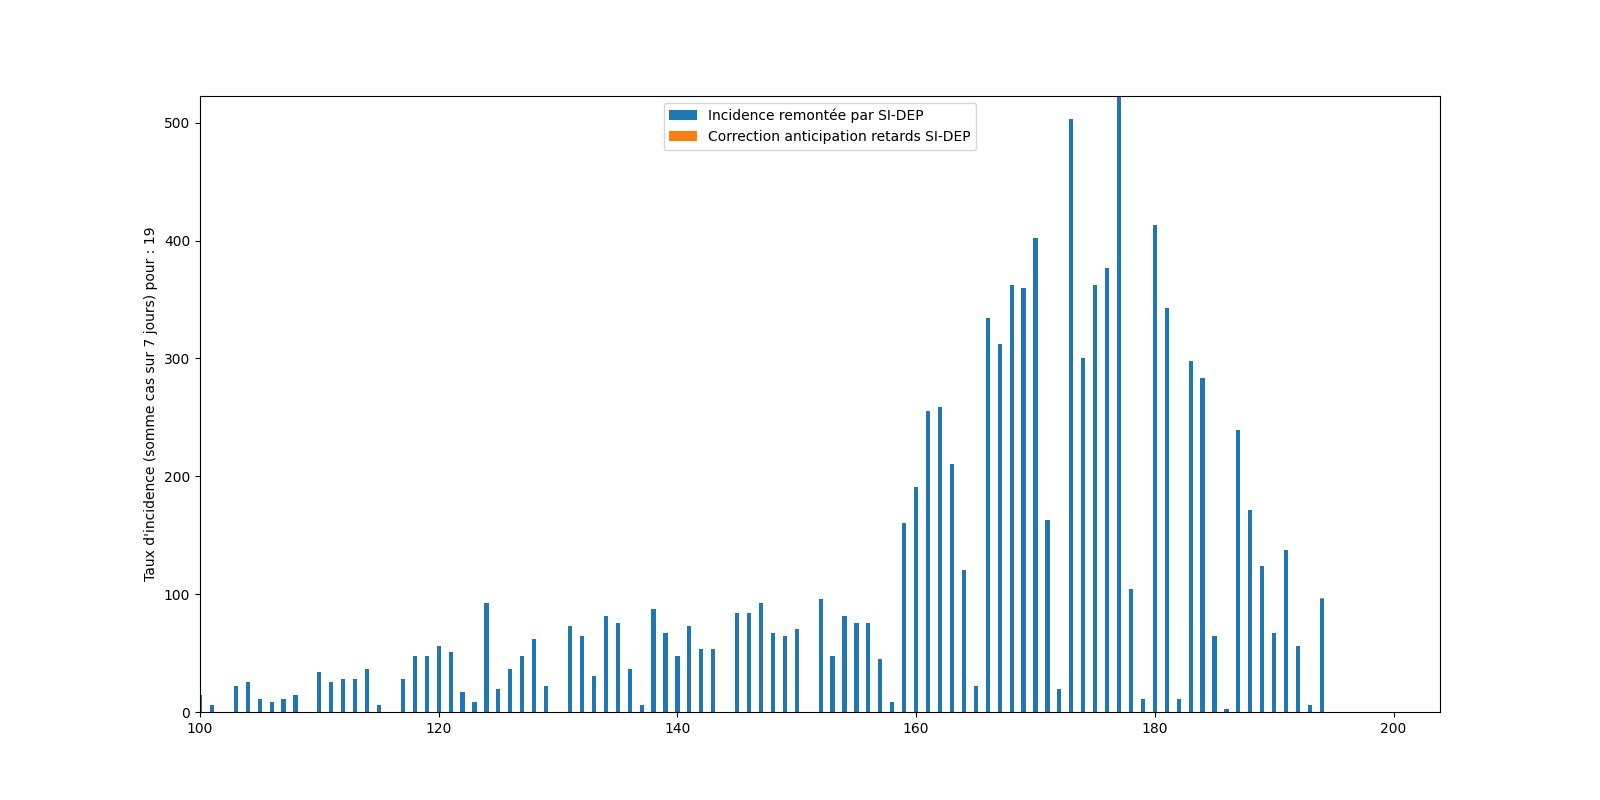 Incidence remontée par SI-DEP
Correction anticipation retards SI-DEP
Taux d'incidence (somme cas sur 7 jours) pour : 19
500
400
300
200
100
0
100 120 140 160 180 200